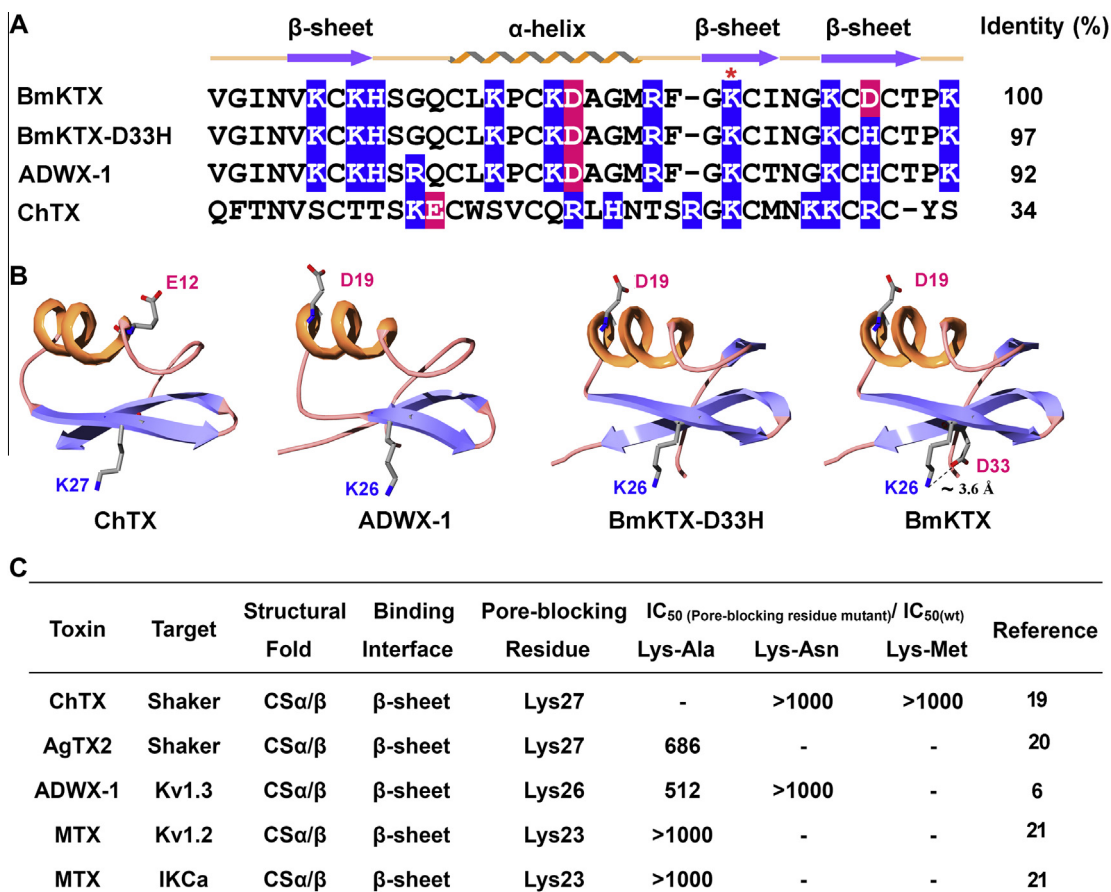 A
β-sheet α-helix β-sheet β-sheet Identity (%)
*
BmKTX VGINVKCKHSGQCLKPCKDAGMRF-GKCINGKCDCTPK 100
BmKTX-D33H VGINVKCKHSGQCLKPCKDAGMRF-GKCINGKCHCTPK 97
ADWX-1 VGINVKCKHSRQCLKPCKDAGMRF-GKCTNGKCHCTPK 92
ChTX QFTNVSCTTSKECWSVCQRLHNTSRGKCMNKKCRC-YS 34
B
E12 D19 D19 D19
K27 K26 K26 K26 D33
~ 3.6 Å
ChTX ADWX-1 BmKTX-D33H BmKTX
C
Toxin Target Structural Fold Binding Interface Pore-blocking Residue IC50 (Pore-blocking residue mutant)/ IC50(wt) Reference
Lys-Ala Lys-Asn Lys-Met
ChTX Shaker CSα/β β-sheet Lys27 - >1000 >1000 19
AgTX2 Shaker CSα/β β-sheet Lys27 686 - - 20
ADWX-1 Kv1.3 CSα/β β-sheet Lys26 512 >1000 - 6
MTX Kv1.2 CSα/β β-sheet Lys23 >1000 - - 21
MTX IKCa CSα/β β-sheet Lys23 >1000 - - 21